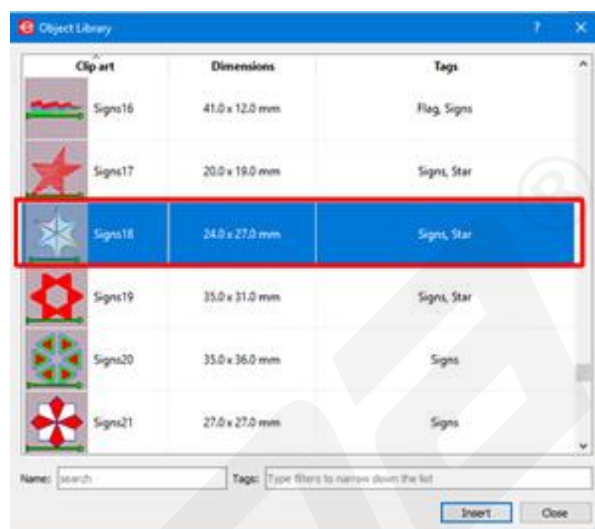 Object Library ? ×
Clip art Dimensions Tags
Signs16 41.0 x 12.0 mm Flag, Signs
Signs17 20.0 x 19.0 mm Signs, Star
Signs18 24.0 x 27.0 mm Signs, Star
Signs19 35.0 x 31.0 mm Signs, Star
Signs20 35.0 x 36.0 mm Signs
Signs21 27.0 x 27.0 mm Signs
Name: search Tags: Type filters to narrow down the list
Insert Close